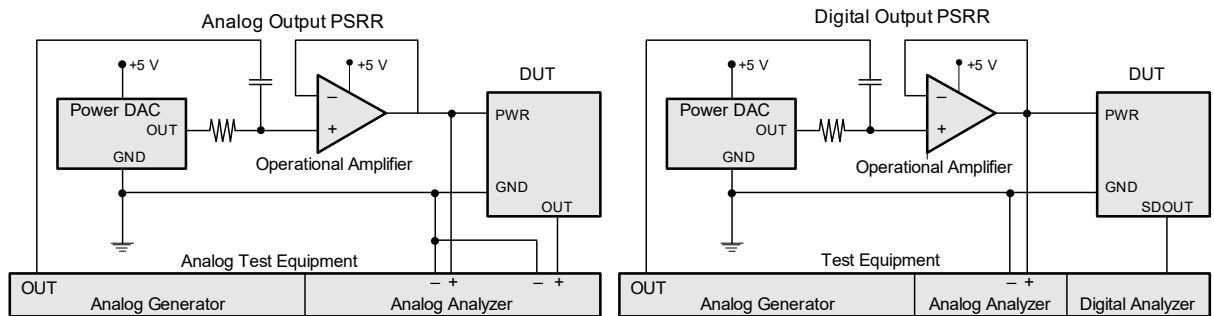 Analog Output PSRR
+5 V
+5 V
DUT
Power DAC
OUT
GND
–
+
PWR
Operational Amplifier
GND
OUT
Analog Test Equipment
– +
– +
OUT
Analog Generator
Analog Analyzer
Digital Output PSRR
+5 V
+5 V
DUT
Power DAC
OUT
GND
–
+
PWR
Operational Amplifier
GND
SDOUT
Test Equipment
– +
OUT
Analog Generator
Analog Analyzer
Digital Analyzer